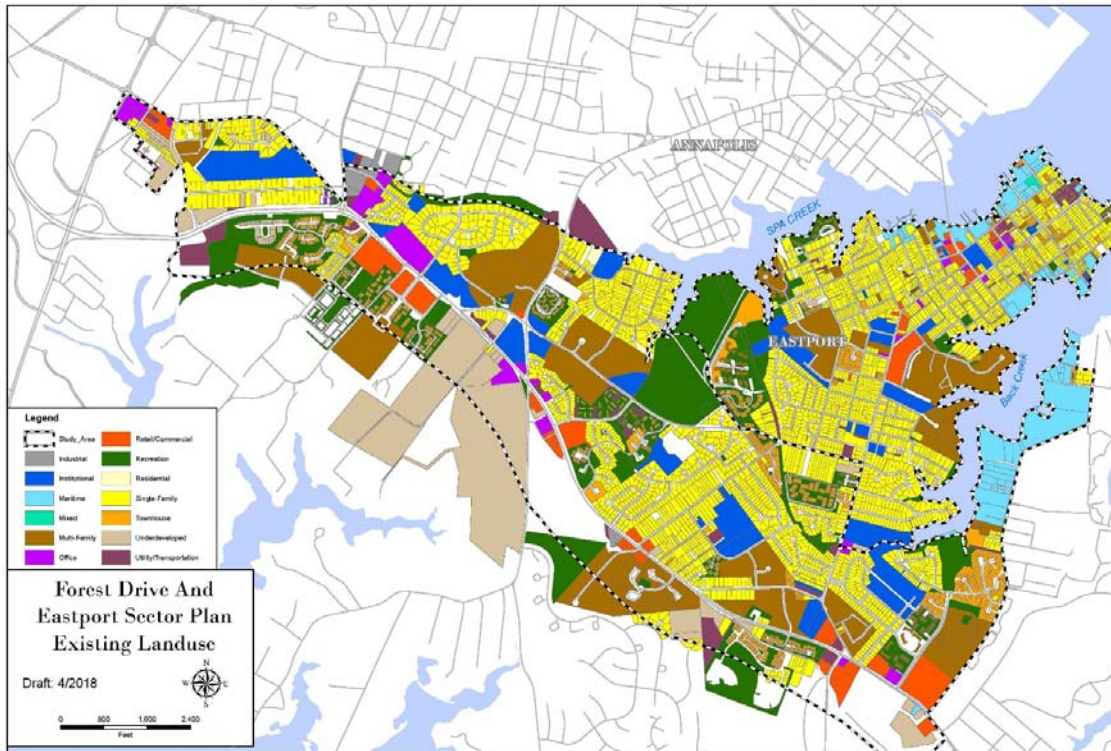 ANNAPOLIS
SPA CREEK
EASTPORT
Back Creek
Legend
Study_Area
Industrial
Institutional
Maritime
Mixed
Multi-Family
Office
Retail/Commercial
Recreation
Residential
Single-Family
Townhouse
Underdeveloped
Utility/Transportation
Forest Drive And
Eastport Sector Plan
Existing Landuse
Draft: 4/2018
N
W E
S
0 600 1,200 2,400
Feet